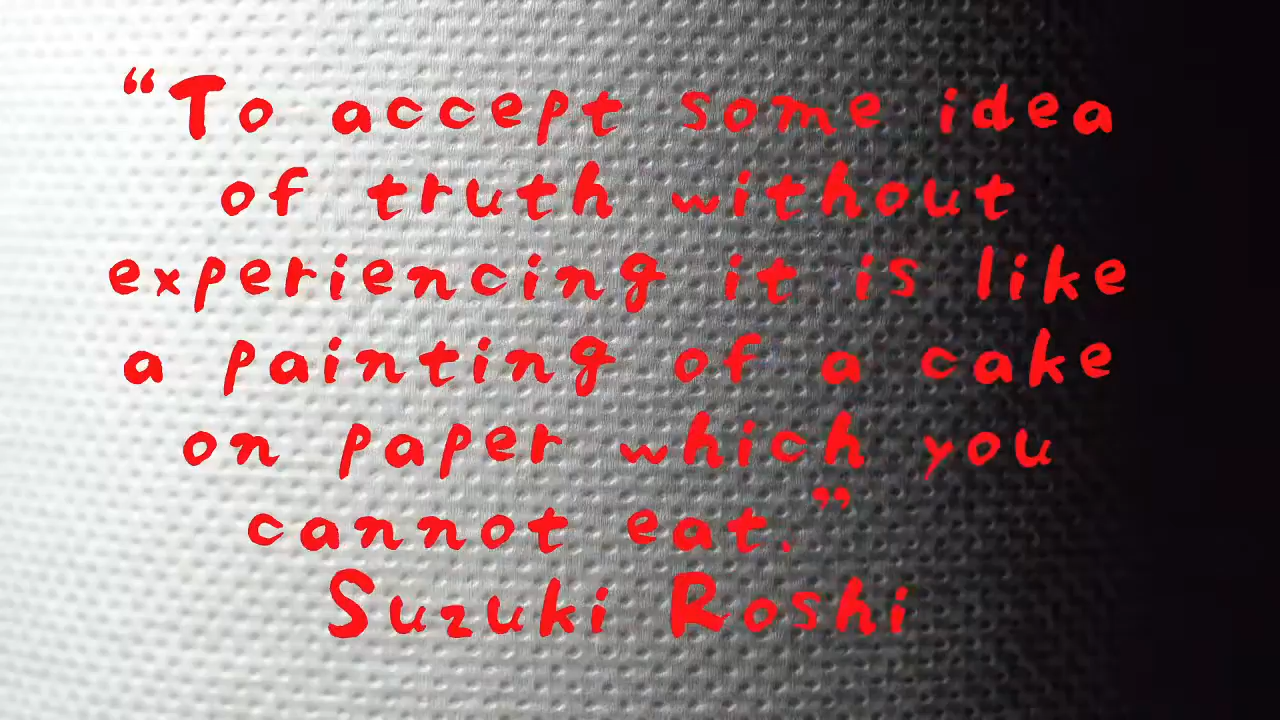 “To accept some idea
of truth without
experiencing it is like
a painting of a cake
on paper which you
cannot eat.”
Suzuki Roshi